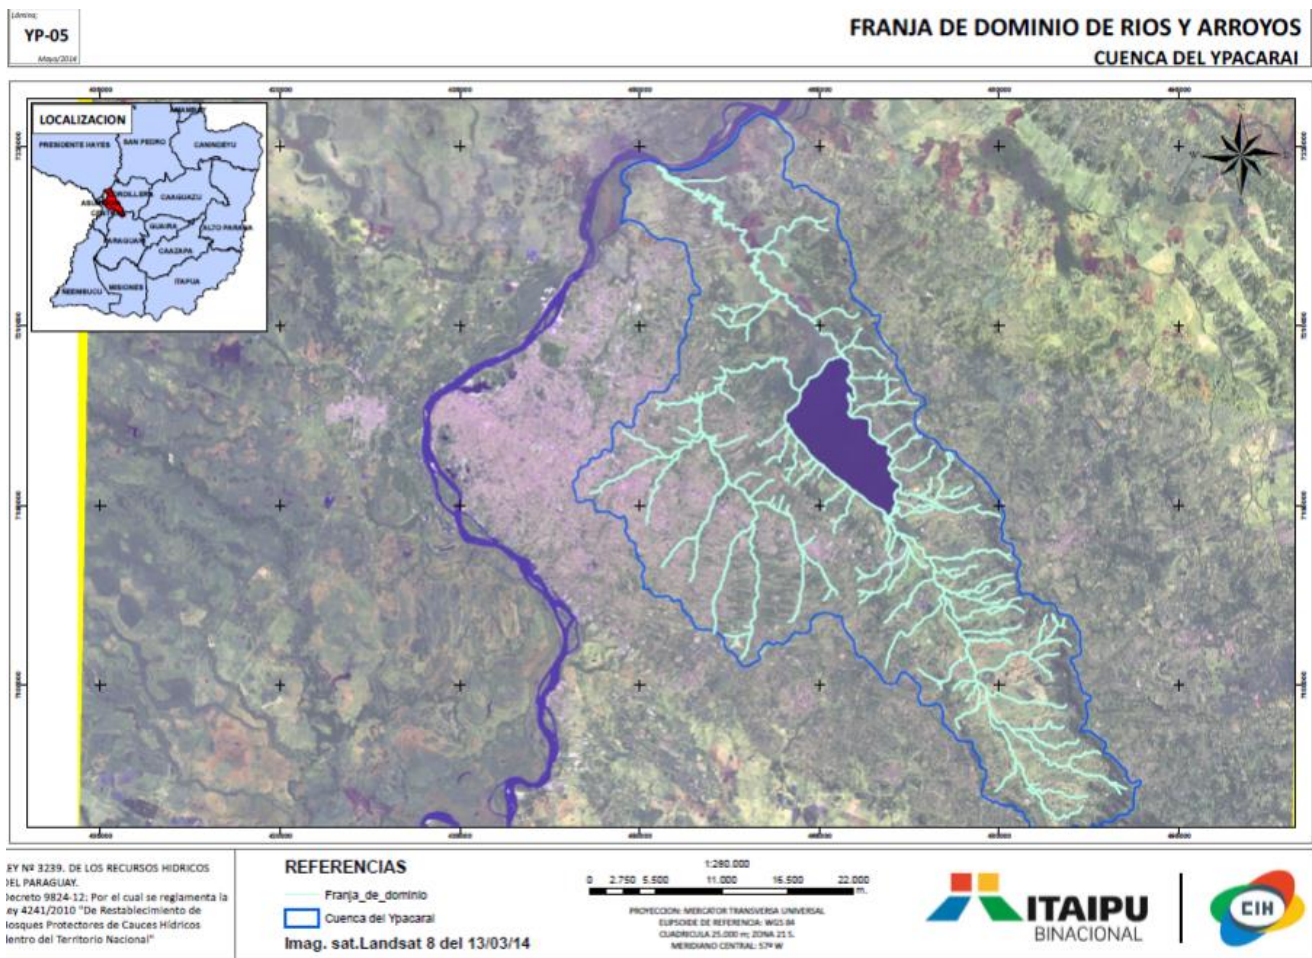 Lámina;
YP-05
Mayo/2014
FRANJA DE DOMINIO DE RIOS Y ARROYOS
CUENCA DEL YPACARAI
LOCALIZACION
PRESIDENTE HAYES
SAN PEDRO
CANINDEYU
CAAGUAZU
GUAIRA
ALTO PARANA
CAAZAPA
ITAPUA
MISIONES
ÑEEMBUCU
EY Nº 3239. DE LOS RECURSOS HIDRICOS
DEL PARAGUAY.
Decreto 9824-12; Por el cual se reglamenta la
ey 4241/2010 "De Restablecimiento de
Bosques Protectores de Cauces Hídricos
entro del Territorio Nacional"
REFERENCIAS
Franja_de_dominio
Cuenca del Ypacarai
Imag. sat.Landsat 8 del 13/03/14
1:280.000
0 2.750 5.500 11.000 16.500 22.000
m.
PROYECCION: MERCATOR TRANSVERSA UNIVERSAL
ELIPSOIDE DE REFERENCIA: WGS 84
CUADRICULA 25.000 m; ZONA 21 S.
MERIDIANO CENTRAL: 57º W
ITAIPU
BINACIONAL
CIH